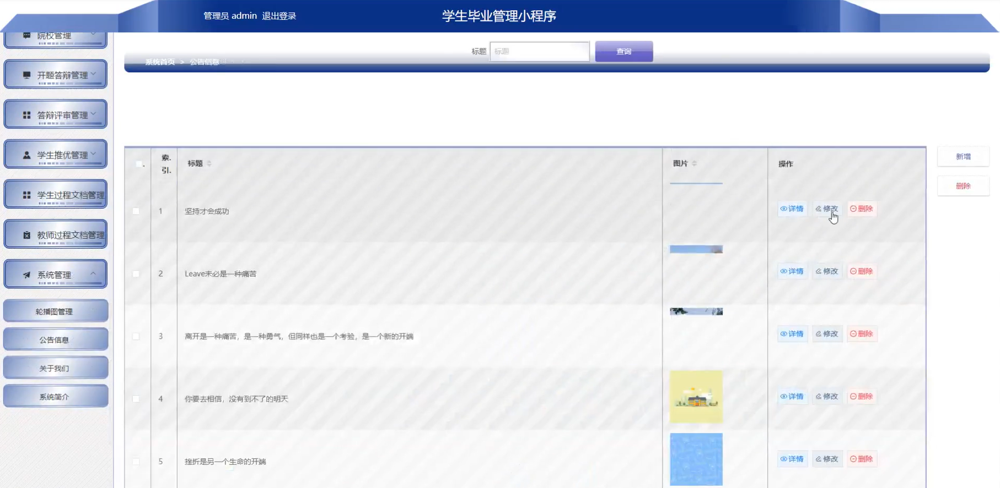 管理员 admin 退出登录
学生毕业管理小程序
院校管理
开题答辩管理
答辩评审管理
学生推优管理
学生过程文档管理
教师过程文档管理
系统管理
轮播图管理
公告信息
关于我们
系统简介
标题 标题 查询
系统首页 > 公告信息
索.
引.
标题
图片
操作
新增
删除
1 坚持才会成功 详情 修改 删除
2 Leave未必是一种痛苦 详情 修改 删除
3 离开是一种痛苦，是一种勇气，但同样也是一个考验，是一个新的开端 详情 修改 删除
4 你要去相信，没有到不了的明天 详情 修改 删除
5 挫折是另一个生命的开端 详情 修改 删除